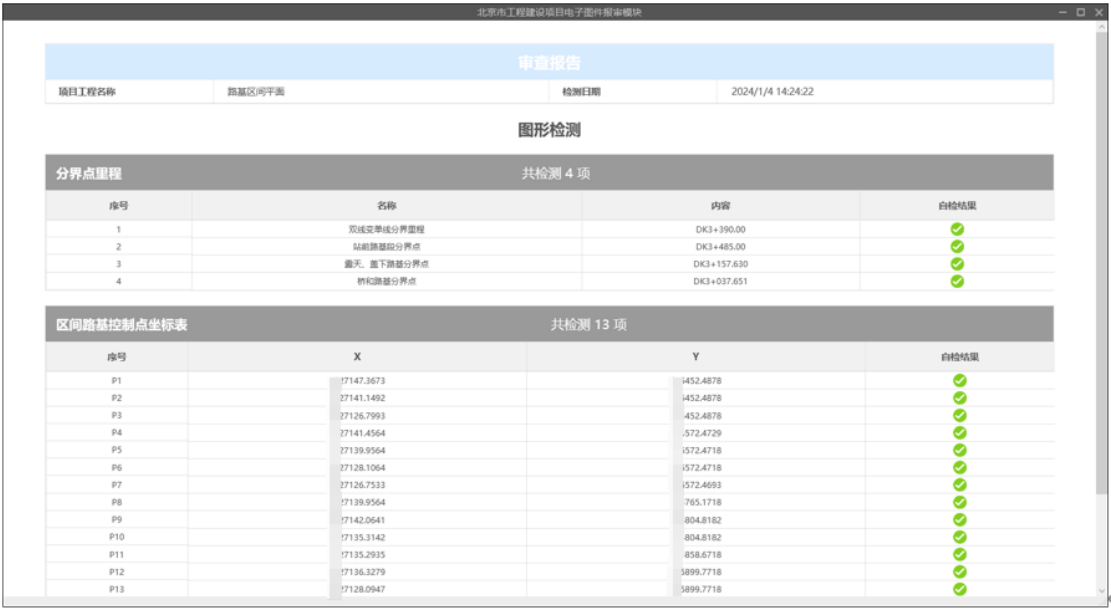 北京市工程建设项目电子图件报审模块
审查报告
项目工程名称 路基区间平面 检测日期 2024/1/4 14:24:22
图形检测
分界点里程 共检测 4 项
序号 名称 内容 自检结果
1 双线变单线分界里程 DK3+390.00
2 站前路基段分界点 DK3+485.00
3 露天、盖下路基分界点 DK3+157.630
4 桥和路基分界点 DK3+037.651
区间路基控制点坐标表 共检测 13 项
序号 X Y 自检结果
P1 27147.3673 452.4878
P2 27141.1492 452.4878
P3 27126.7993 452.4878
P4 27141.4564 572.4729
P5 27139.9564 572.4718
P6 27128.1064 572.4718
P7 27126.7533 572.4693
P8 27139.9564 765.1718
P9 27142.0641 804.8182
P10 27135.3142 804.8182
P11 27135.2935 858.6718
P12 27136.3279 5899.7718
P13 27128.0947 5899.7718